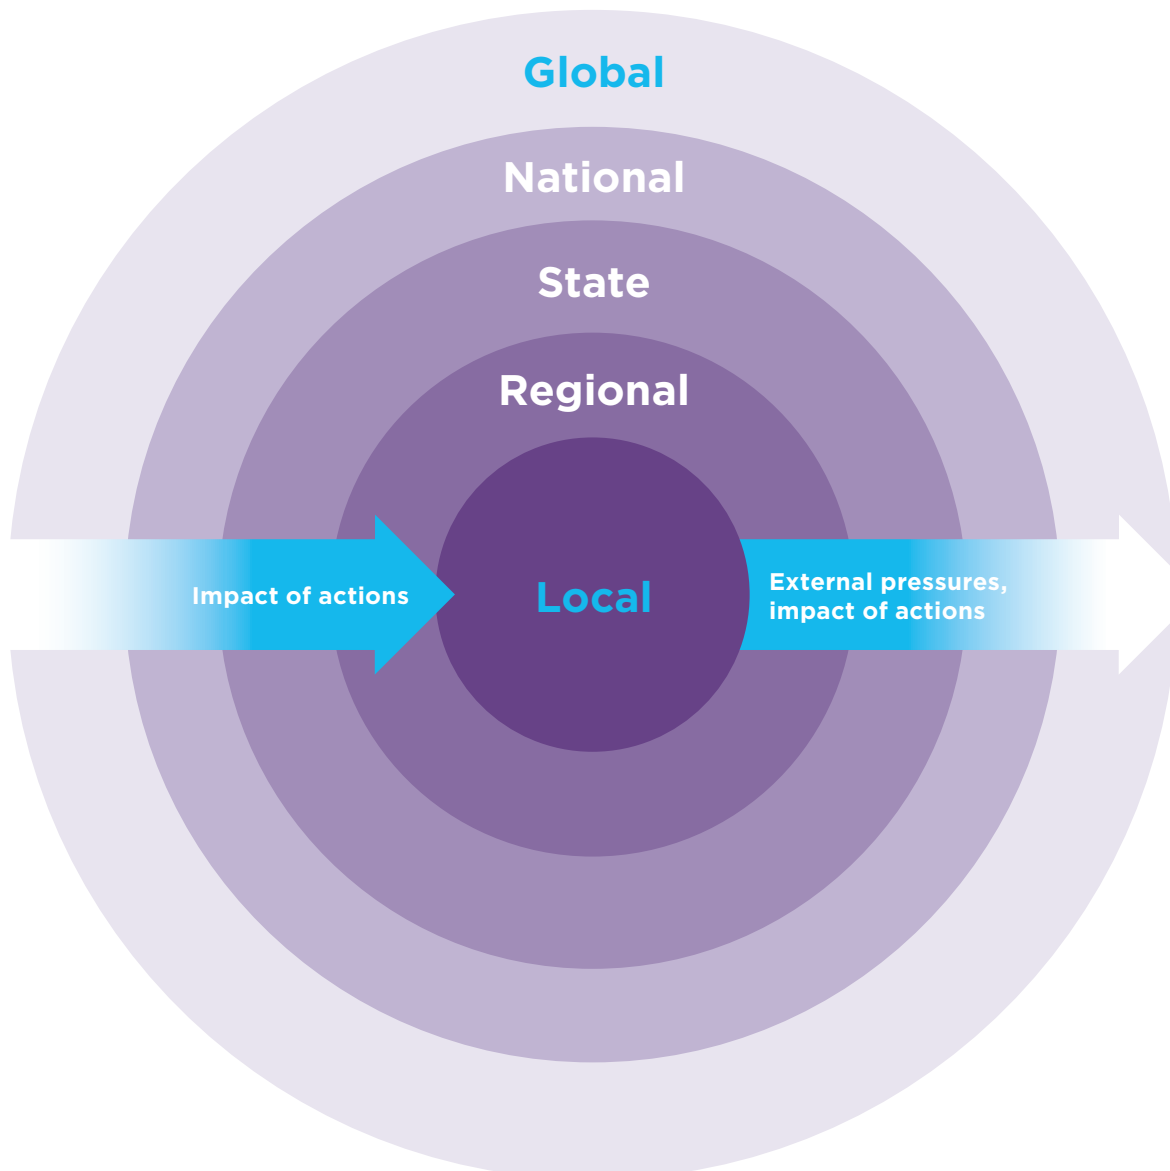 Global
National
State
Regional
Impact of actions
Local
External pressures,
impact of actions